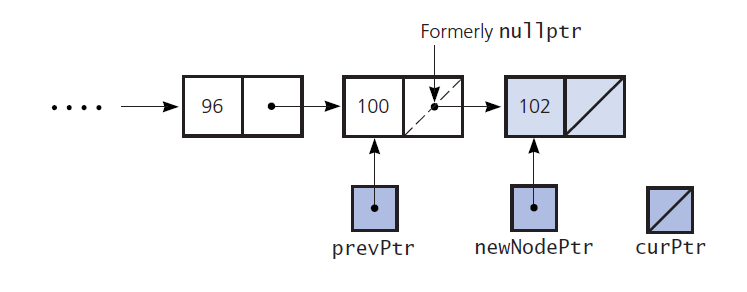 Formerly nullptr
.... 96 100 102
prevPtr newNodePtr curPtr